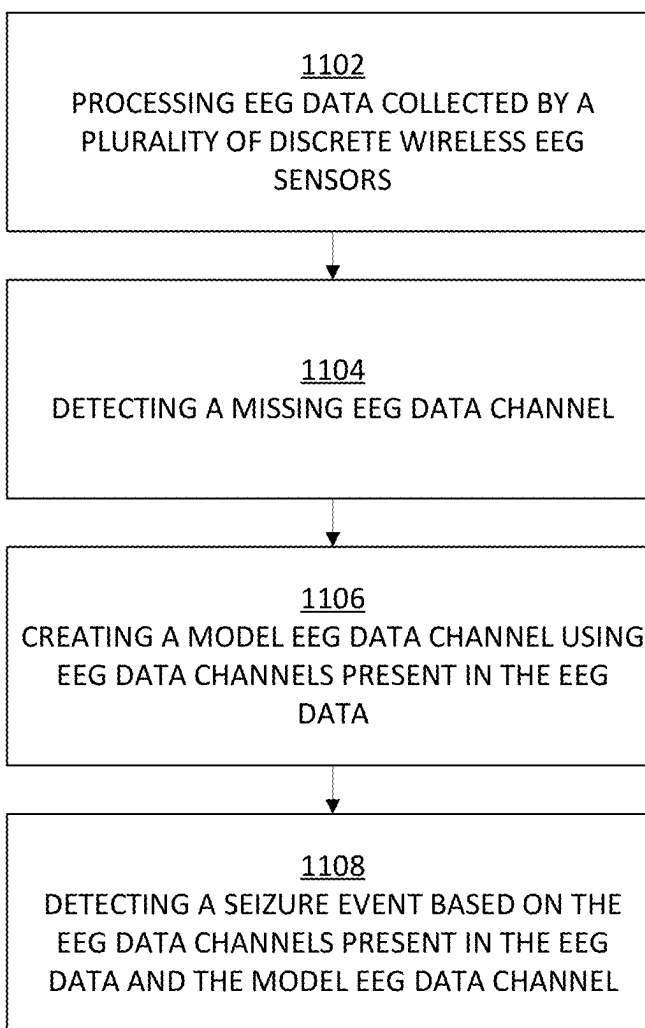 1102
PROCESSING EEG DATA COLLECTED BY A
PLURALITY OF DISCRETE WIRELESS EEG
SENSORS
1104
DETECTING A MISSING EEG DATA CHANNEL
1106
CREATING A MODEL EEG DATA CHANNEL USING
EEG DATA CHANNELS PRESENT IN THE EEG
DATA
1108
DETECTING A SEIZURE EVENT BASED ON THE
EEG DATA CHANNELS PRESENT IN THE EEG
DATA AND THE MODEL EEG DATA CHANNEL